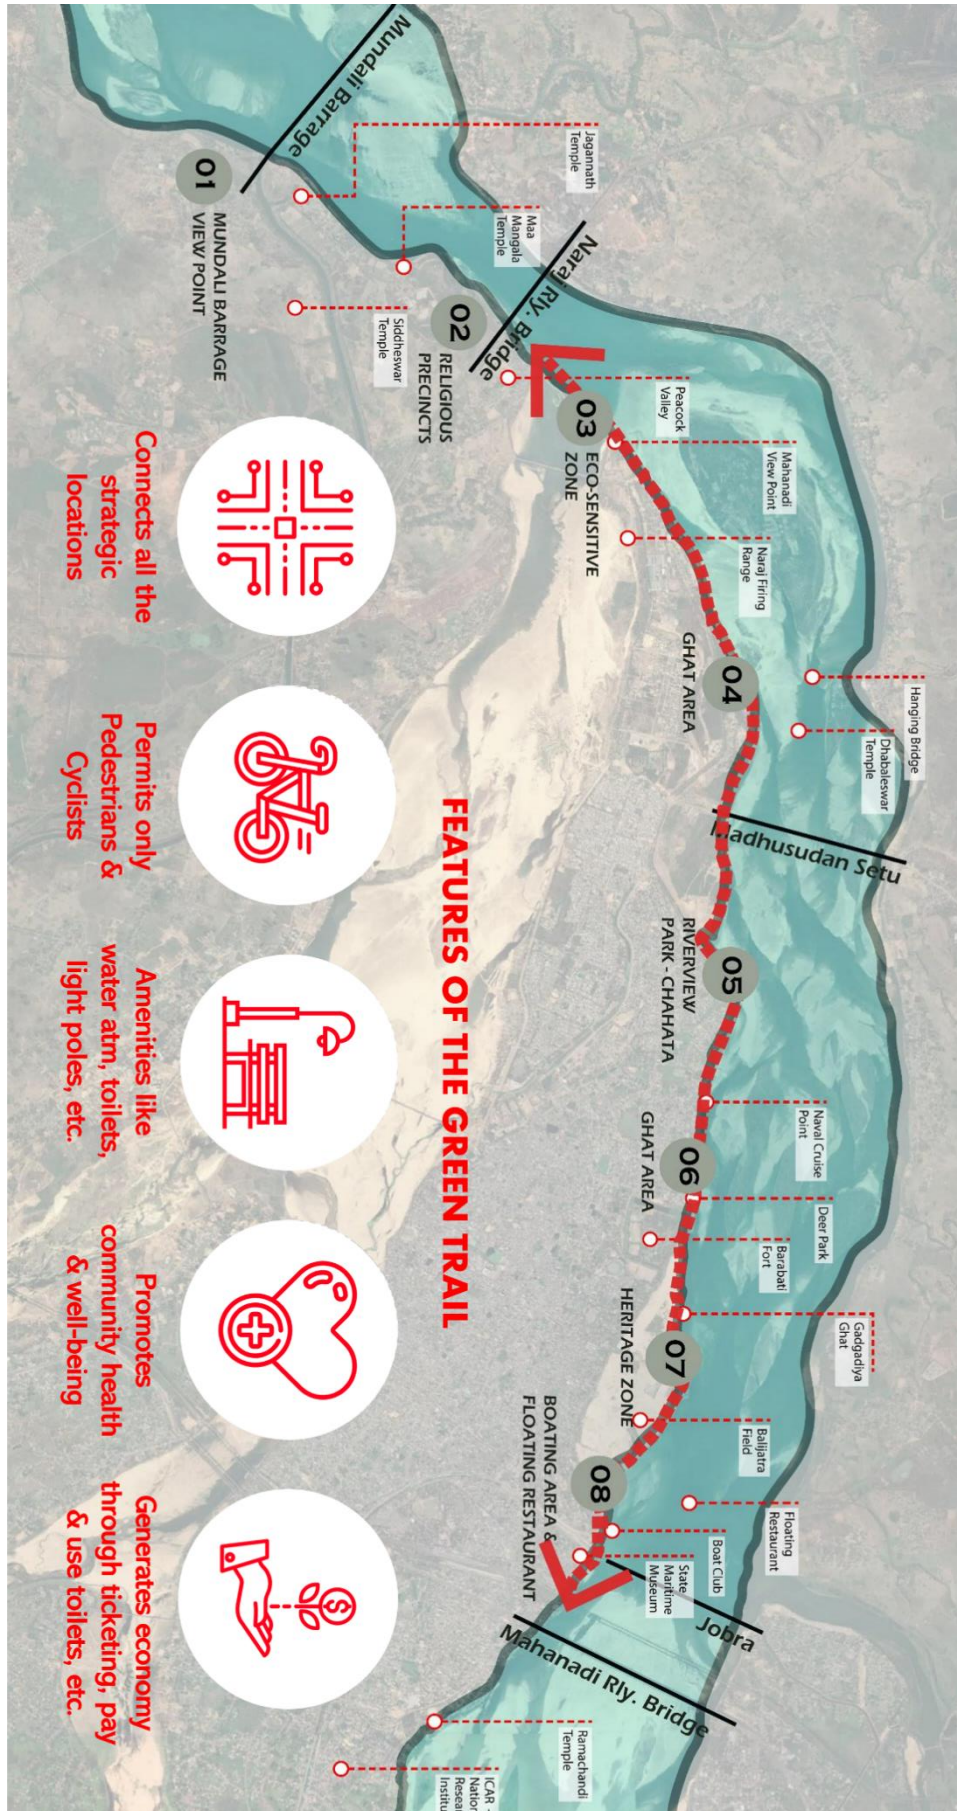 Mundali Barrage
Jagannath
Temple
Maa
Mangala
Temple
Siddheswar
Temple
01
MUNDALI BARRAGE
VIEW POINT
02
RELIGIOUS
PRECINCTS
Naraj Rly. Bridge
Peacock
Valley
Mahanadi
View Point
03
ECO-SENSITIVE
ZONE
Naraj Firing
Range
04
GHAT AREA
Hanging Bridge
Dhabaleswar
Temple
Madhusudan Setu
05
RIVERVIEW
PARK - CHAHATA
Naval Cruise
Point
06
GHAT AREA
Deer Park
Barabati
Fort
Gadgadiya
Ghat
07
HERITAGE ZONE
Balijatra
Field
08
BOATING AREA &
FLOATING RESTAURANT
Floating
Restaurant
Boat Club
State
Maritime
Museum
Jobra
Mahanadi Rly. Bridge
Ramachandi
Temple
ICAR -
Nation
Resea
Institu
FEATURES OF THE GREEN TRAIL
Connects all the
strategic
locations
Permits only
Pedestrians &
Cyclists
Amenities like
water atm, toilets,
light poles, etc.
Promotes
community health
& well-being
Generates economy
through ticketing, pay
& use toilets, etc.